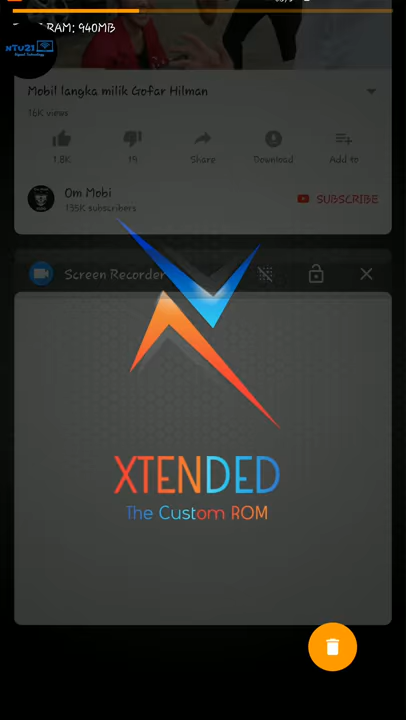 RAM: 940MB
NTV21
Mobil langka milik Gofar Hilman
16K views
1.8K
19
Share
Download
Add to
Om Mobi
135K subscribers
SUBSCRIBE
Screen Recorder
XTENDED
The Custom ROM